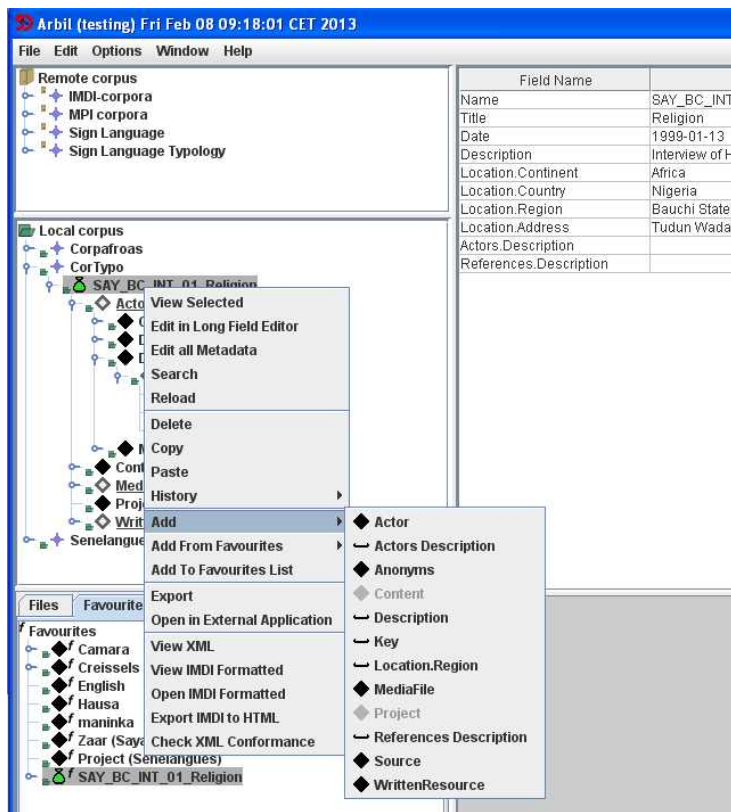 Arbil (testing) Fri Feb 08 09:18:01 CET 2013
File Edit Options Window Help
Remote corpus
IMDI-corpora
MPI corpora
Sign Language
Sign Language Typology
Field Name
Name SAY_BC_INT
Title Religion
Date 1999-01-13
Description Interview of
Location.Continent Africa
Location.Country Nigeria
Location.Region Bauchi State
Location.Address Tudun Wada
Actors.Description
References.Description
Local corpus
Corpafroas
CorTypo
SAY_BC_INT_01_Religion
Acto
Cont
Med
Proj
Writ
Senelangue
View Selected
Edit in Long Field Editor
Edit all Metadata
Search
Reload
Delete
Copy
Paste
History
Add
Add From Favourites
Add To Favourites List
Export
Open in External Application
View XML
View IMDI Formatted
Open IMDI Formatted
Export IMDI to HTML
Check XML Conformance
Actor
Actors Description
Anonyms
Content
Description
Key
Location.Region
MediaFile
Project
References Description
Source
WrittenResource
Files Favourite
Favourites
Camara
Creissels
English
Hausa
maninka
Zaar (Saya
Project (Senelangues)
SAY_BC_INT_01_Religion